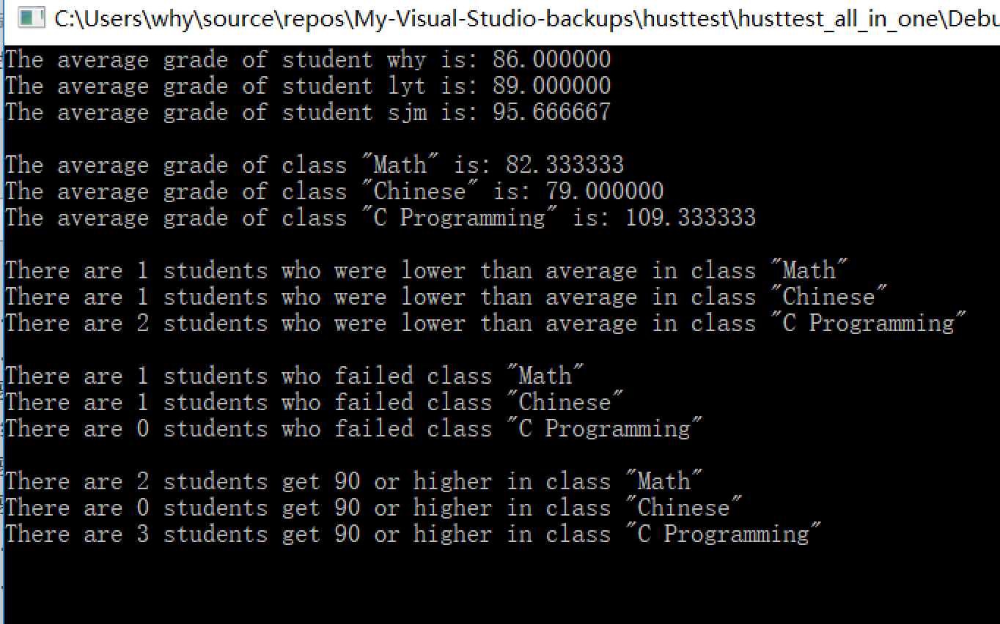 C:\Users\why\source\repos\My-Visual-Studio-backups\husttest\husttest_all_in_one\Debu
The average grade of student why is: 86.000000
The average grade of student lyt is: 89.000000
The average grade of student sjm is: 95.666667
The average grade of class "Math" is: 82.333333
The average grade of class "Chinese" is: 79.000000
The average grade of class "C Programming" is: 109.333333
There are 1 students who were lower than average in class "Math"
There are 1 students who were lower than average in class "Chinese"
There are 2 students who were lower than average in class "C Programming"
There are 1 students who failed class "Math"
There are 1 students who failed class "Chinese"
There are 0 students who failed class "C Programming"
There are 2 students get 90 or higher in class "Math"
There are 0 students get 90 or higher in class "Chinese"
There are 3 students get 90 or higher in class "C Programming"